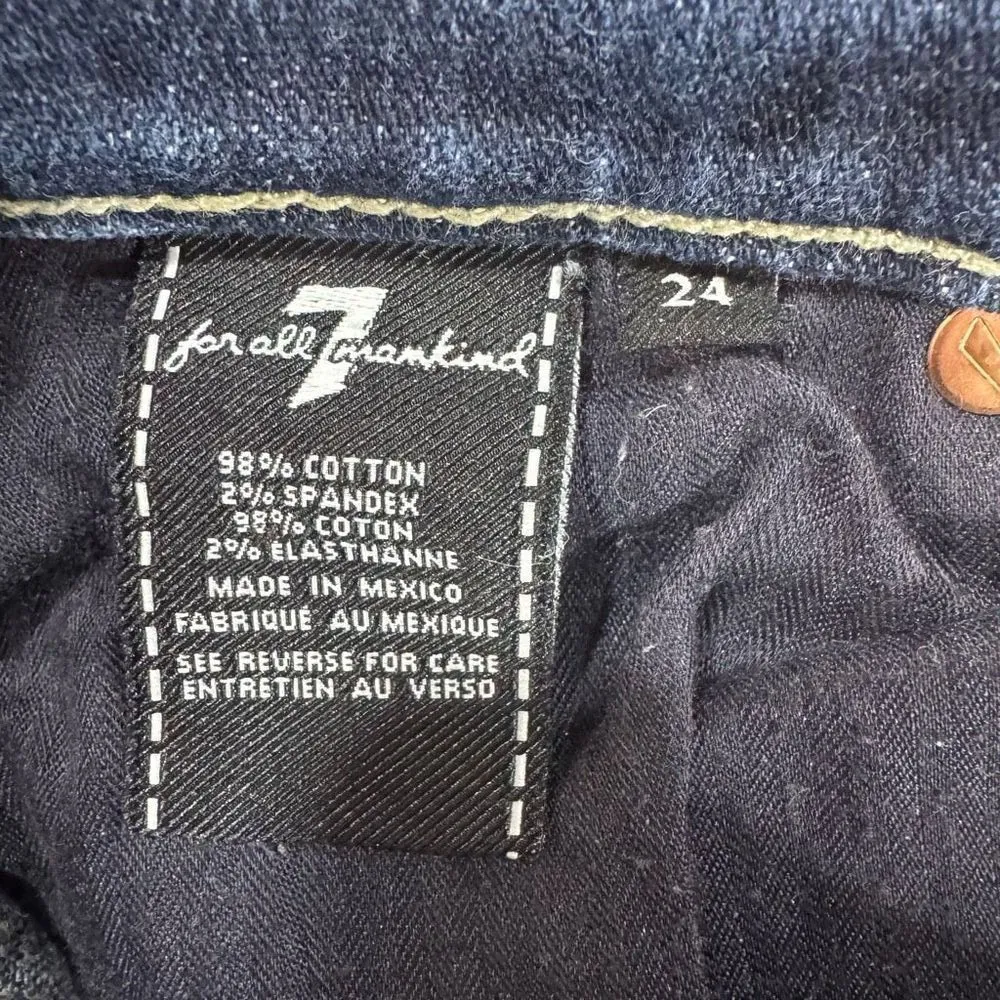 for all 7 mankind
24
98% COTTON
2% SPANDEX
98% COTON
2% ELASTHANNE
MADE IN MEXICO
FABRIQUE AU MEXIQUE
SEE REVERSE FOR CARE
ENTRETIEN AU VERSO